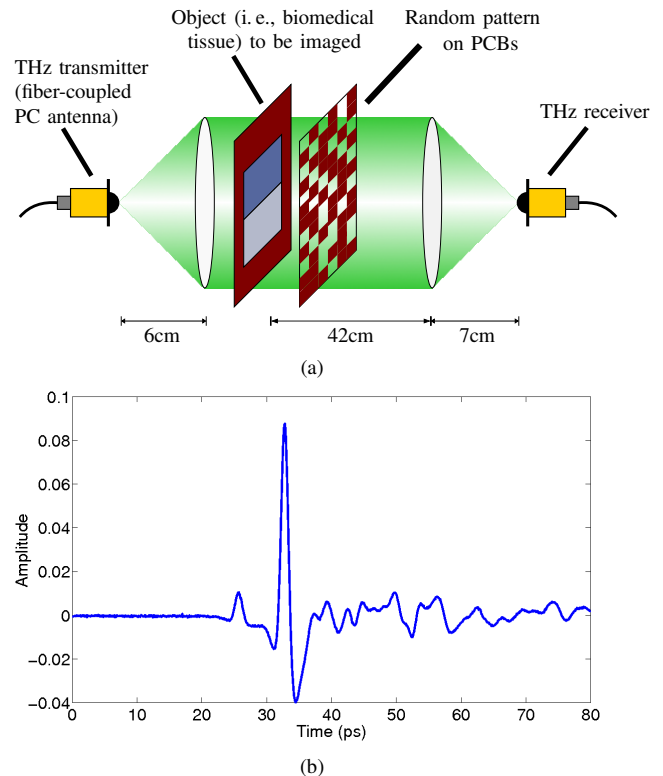 Object (i. e., biomedical
tissue) to be imaged
Random pattern
on PCBs
THz transmitter
(fiber-coupled
PC antenna)
THz receiver
6cm
42cm
7cm
(a)
0.1
0.08
0.06
0.04
0.02
0
−0.02
−0.04
Amplitude
0 10 20 30 40 50 60 70 80
Time (ps)
(b)